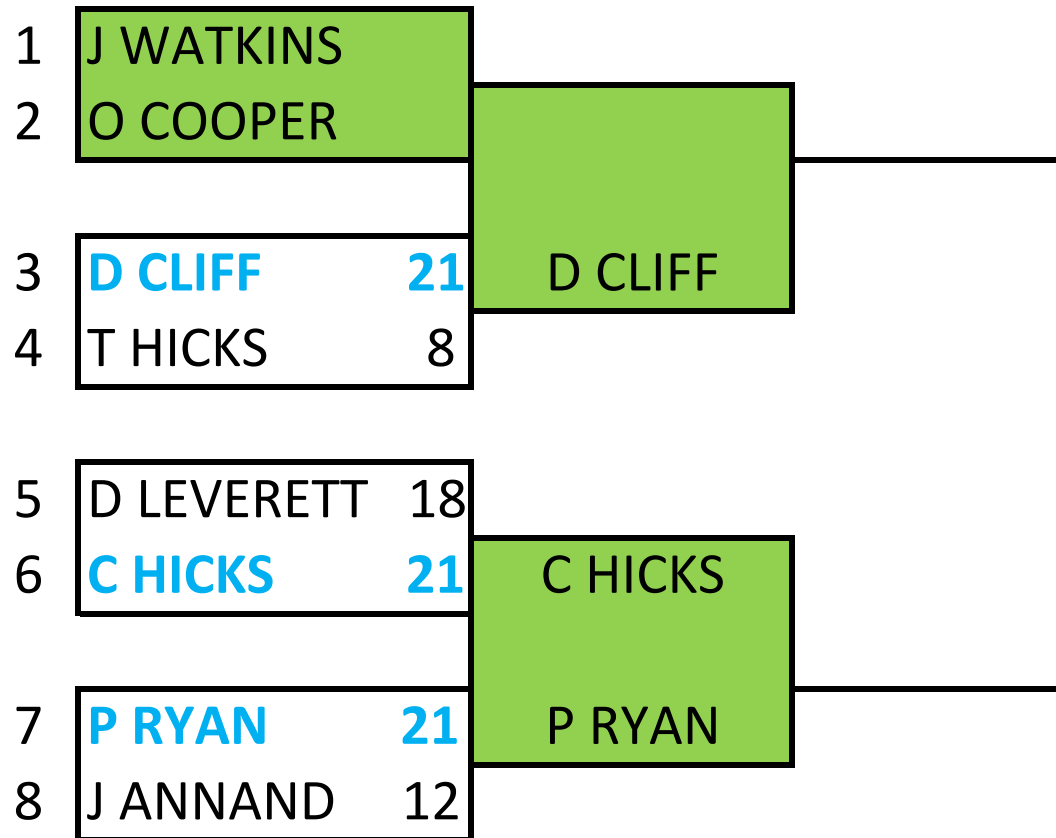 1 J WATKINS
2 O COOPER
3 D CLIFF 21 D CLIFF
4 T HICKS 8
5 D LEVERETT 18
6 C HICKS 21 C HICKS
7 P RYAN 21 P RYAN
8 J ANNAND 12